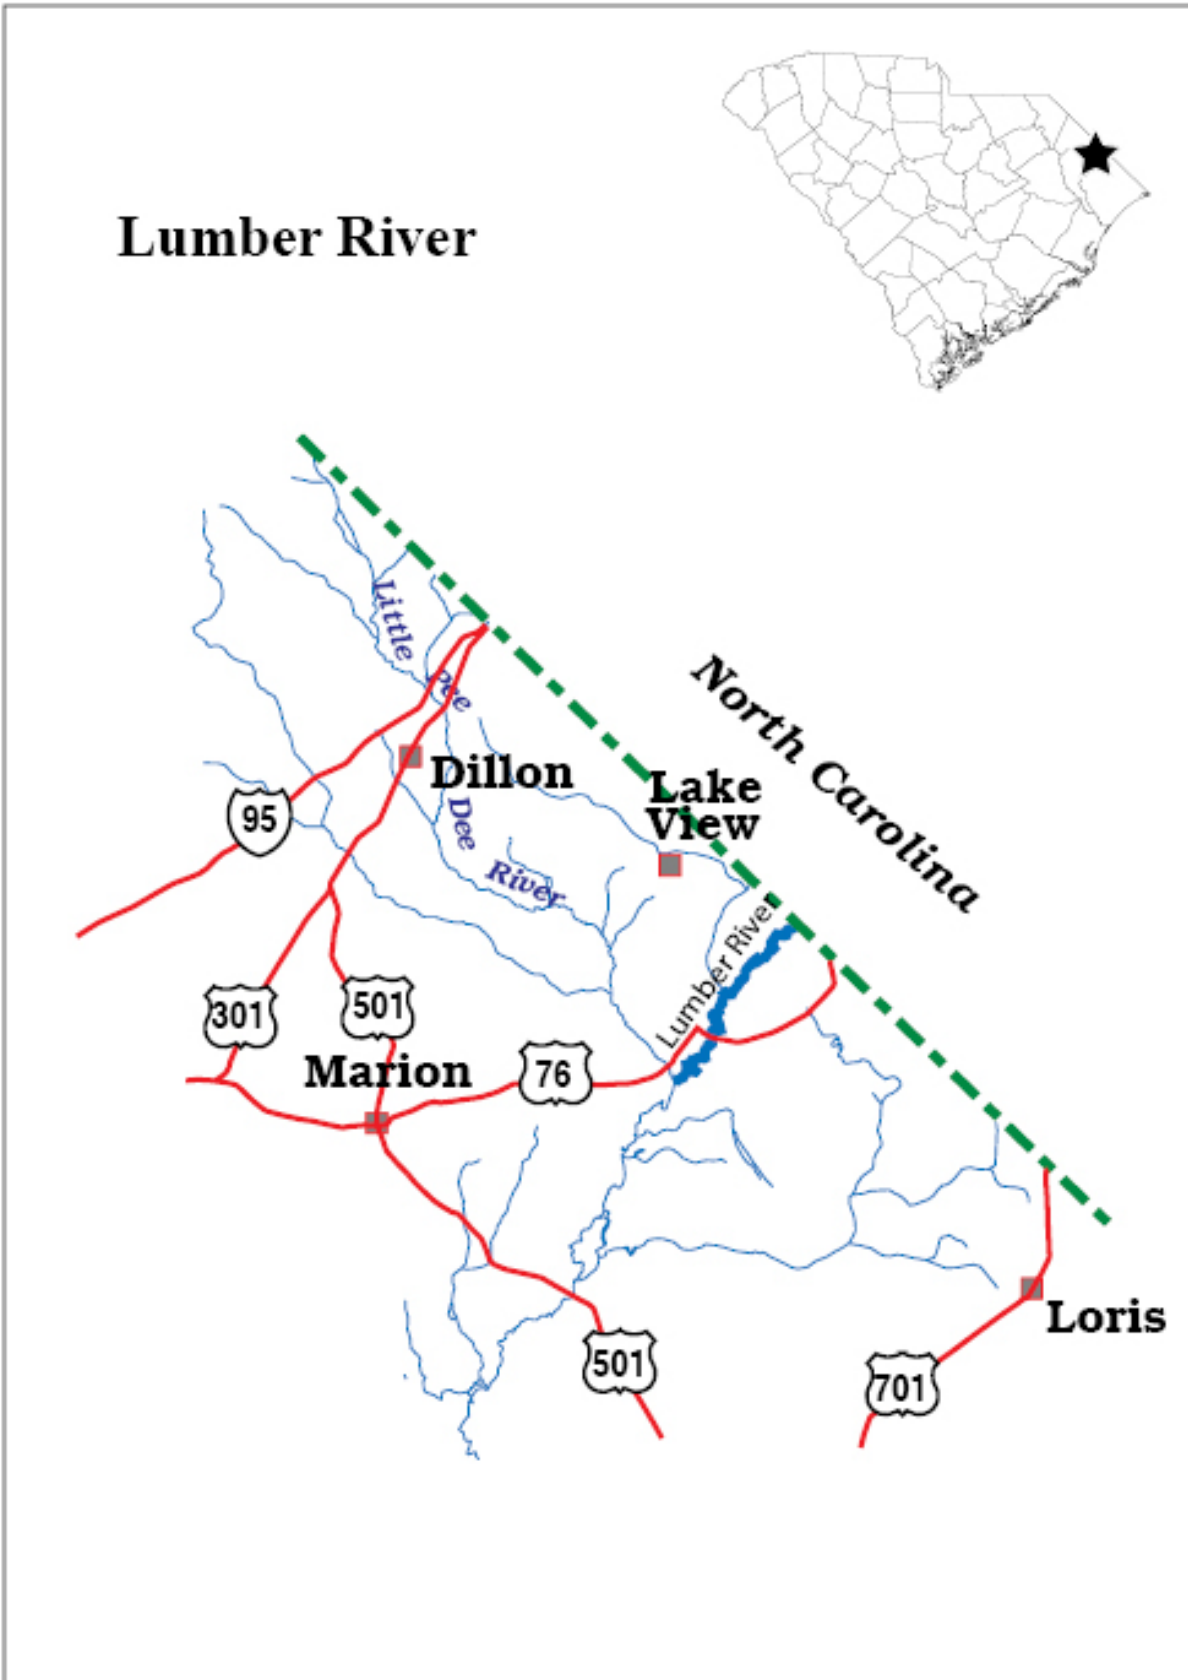 Lumber River
North Carolina
Little
Pee
Dee
River
Dillon
Lake
View
95
Lumber River
301
501
Marion
76
Loris
501
701